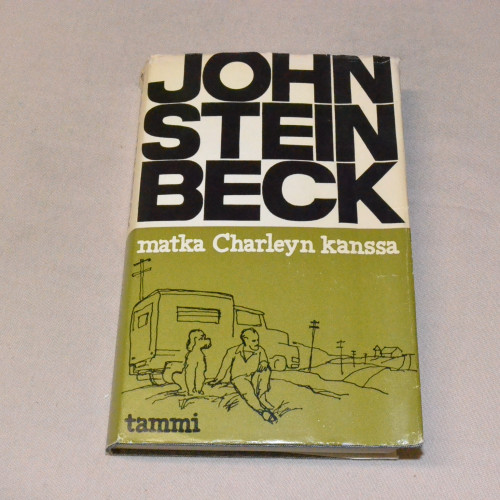 JOHN
STEIN
BECK
matka Charleyn kanssa
tammi